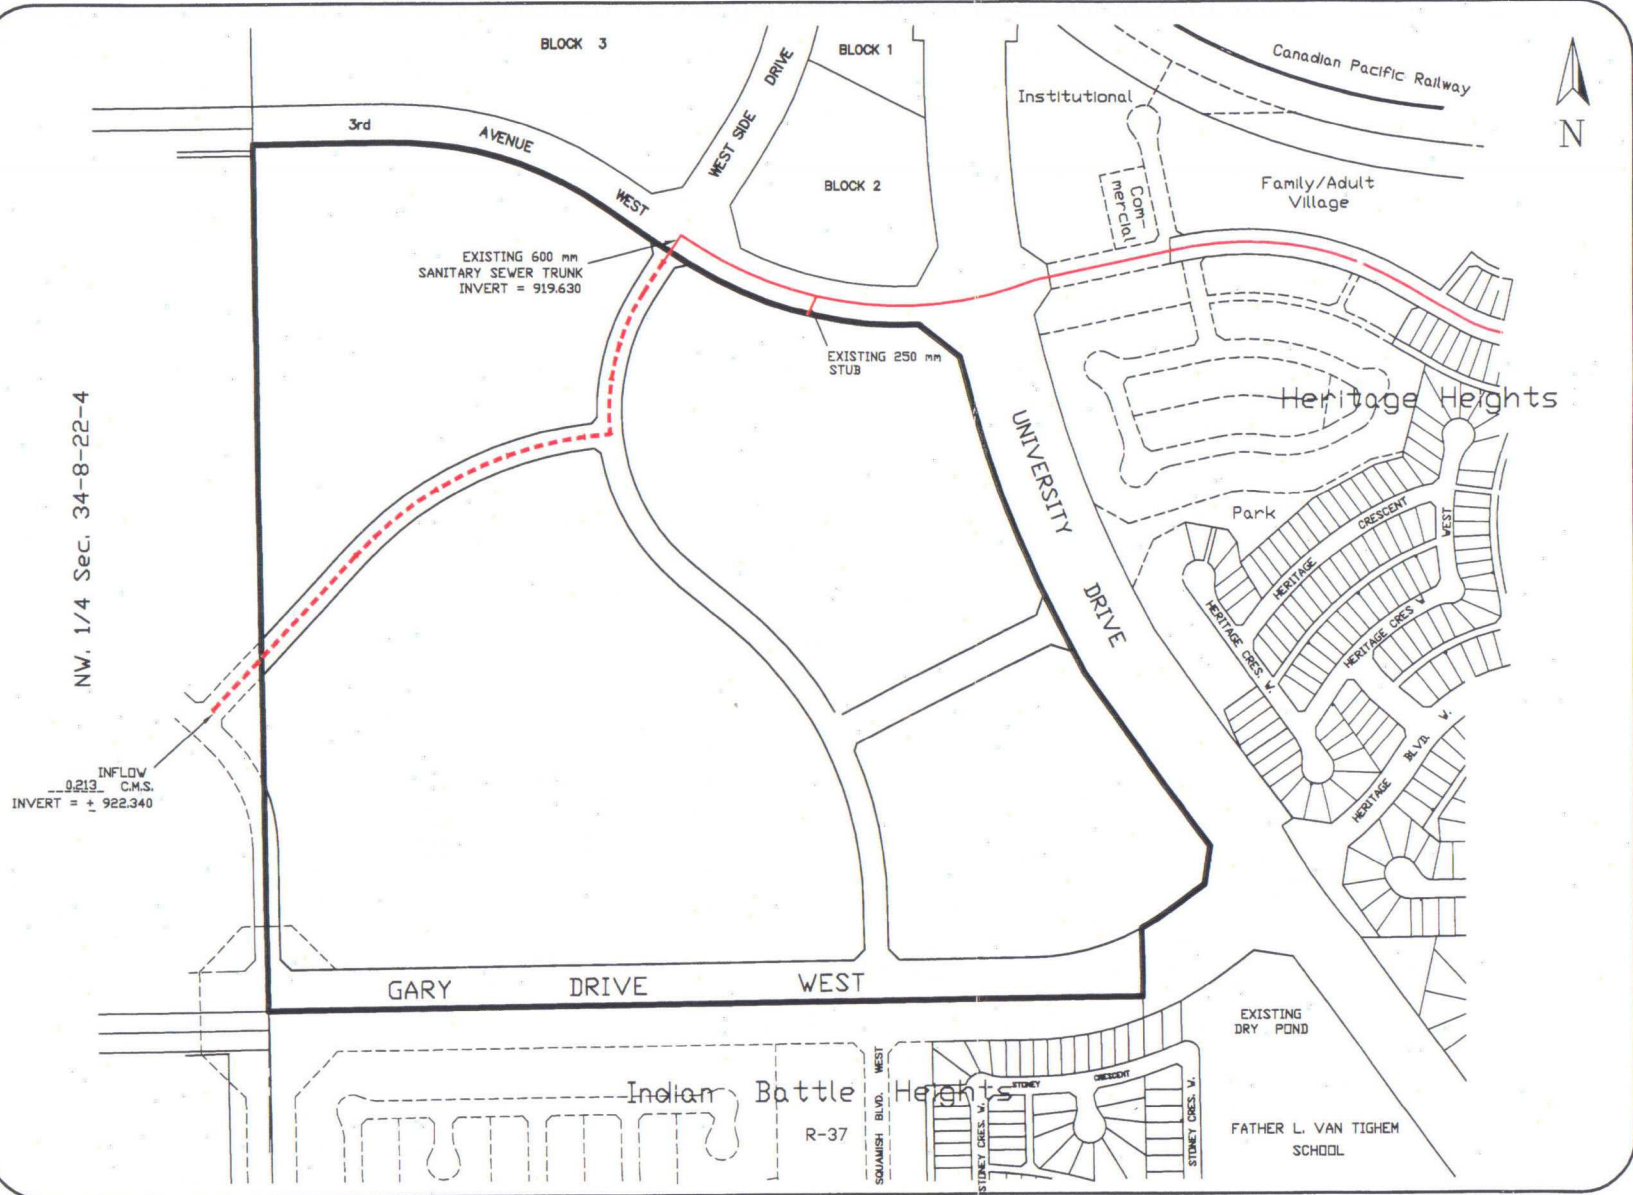 BLOCK 3
BLOCK 1
Canadian Pacific Railway
N
Institutional
3rd AVENUE WEST
WEST SIDE DRIVE
BLOCK 2
Com-
mercial
Family/Adult
Village
EXISTING 600 mm
SANITARY SEWER TRUNK
INVERT = 919.630
EXISTING 250 mm
STUB
Heritage Heights
NW. 1/4 Sec. 34-8-22-4
UNIVERSITY DRIVE
Park
HERITAGE CRESCENT WEST
HERITAGE CRES. W.
HERITAGE CRES W
HERITAGE BLVD. W.
INFLOW
0.213 C.M.S.
INVERT = ± 922.340
GARY DRIVE WEST
EXISTING
DRY POND
Indian Battle Heights
R-37
SQUAMISH BLVD. WEST
STONEY CRESCENT
STONEY CRES. W.
STONEY CRES. W.
FATHER L. VAN TIGHEM
SCHOOL